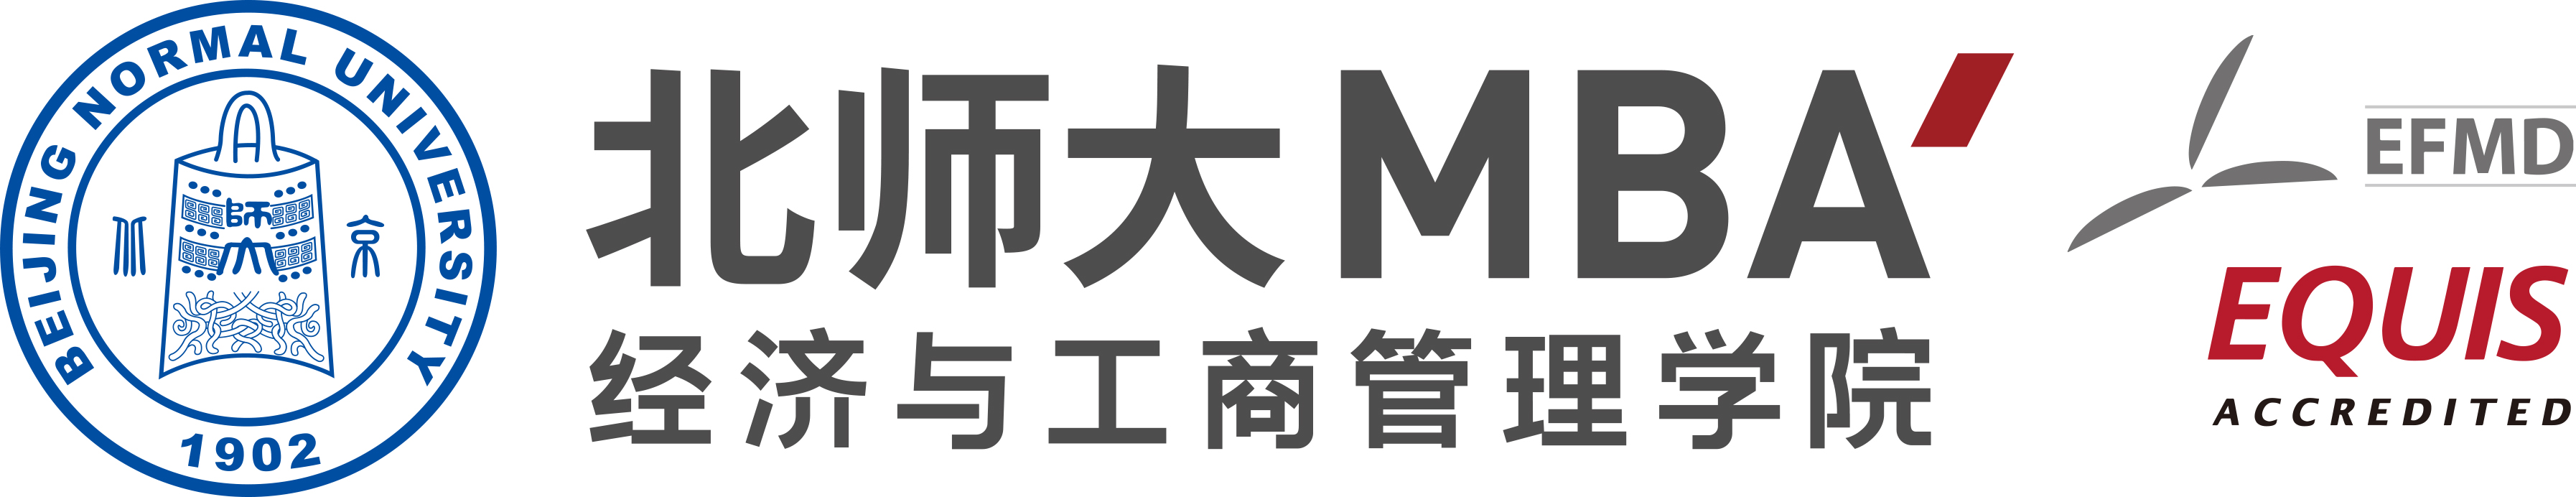 BEIJING NORMAL UNIVERSITY
師大
京
1902
北师大MBA
经济与工商管理学院
EFMD
EQUIS
ACCREDITED